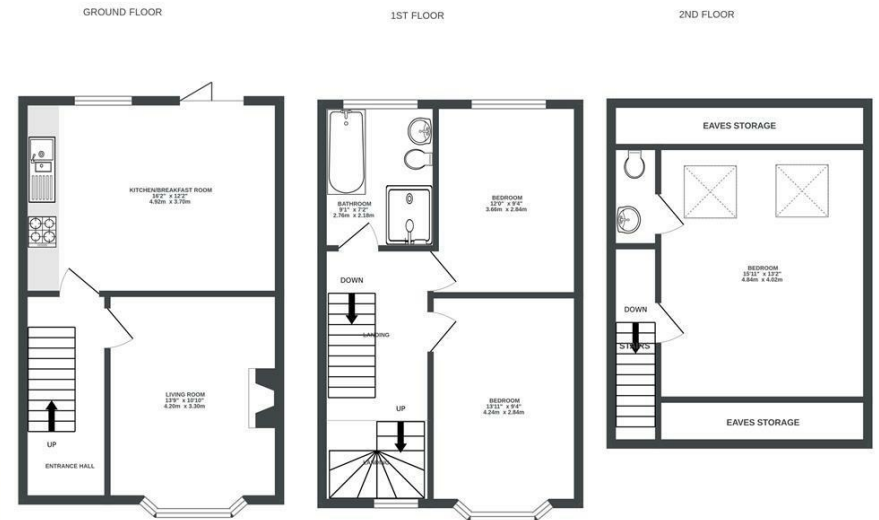 GROUND FLOOR
1ST FLOOR
2ND FLOOR
KITCHEN/BREAKFAST ROOM
16'2" x 12'2"
4.92m x 3.70m
LIVING ROOM
13'9" x 10'10"
4.20m x 3.30m
UP
ENTRANCE HALL
BATHROOM
9'1" x 7'2"
2.76m x 2.18m
BEDROOM
12'0" x 9'4"
3.66m x 2.84m
DOWN
LANDING
UP
LANDING
BEDROOM
13'11" x 9'4"
4.24m x 2.84m
EAVES STORAGE
BEDROOM
15'11" x 13'2"
4.84m x 4.02m
DOWN
STAIRS
EAVES STORAGE